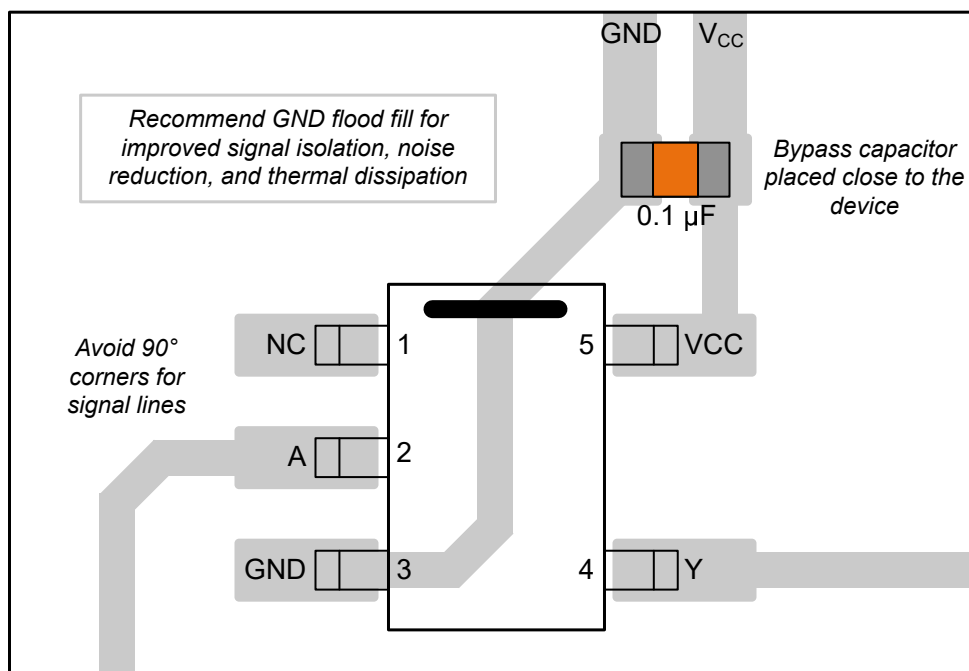 GND
VCC
Recommend GND flood fill for
improved signal isolation, noise
reduction, and thermal dissipation
Bypass capacitor
placed close to the
device
0.1 µF
NC
1
5
VCC
Avoid 90°
corners for
signal lines
A
2
GND
3
4
Y